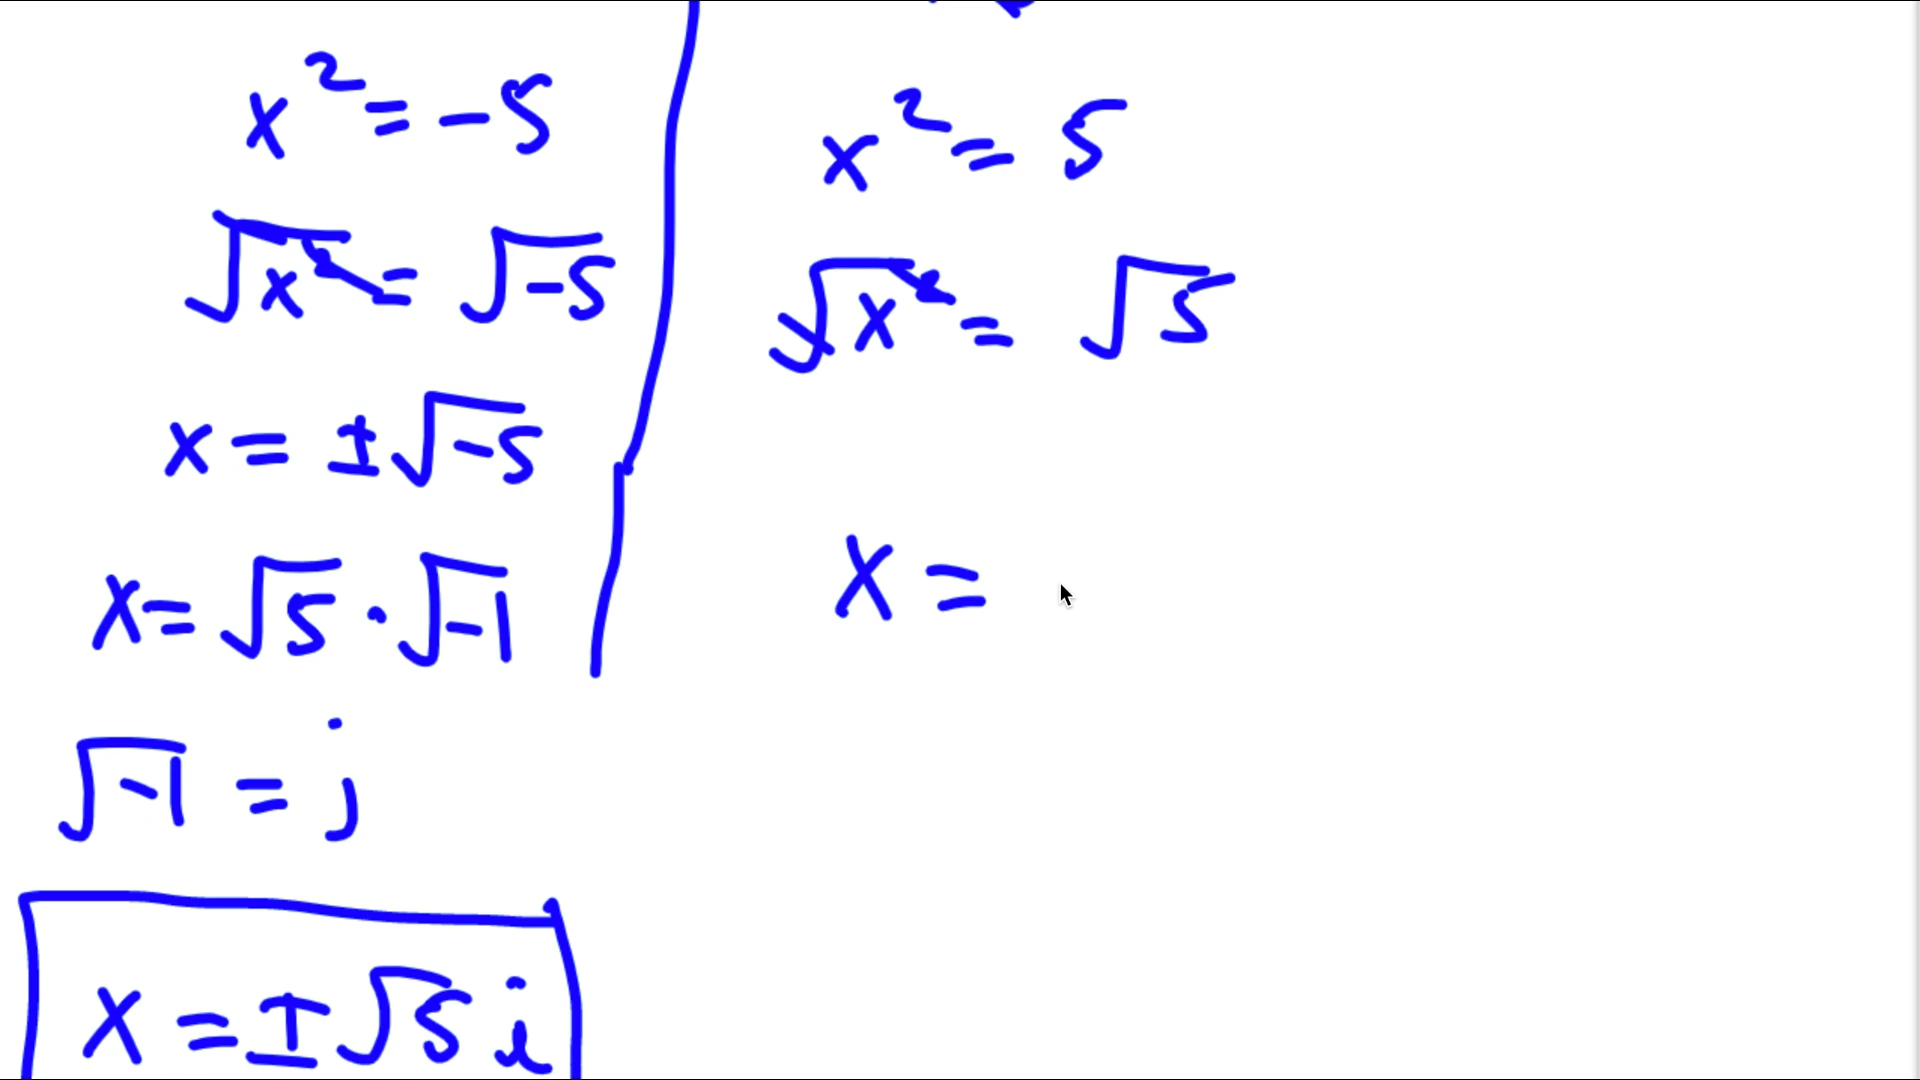 x² = -5
√x² = √-5
x = ±√-5
x = √5 · √-1
√-1 = i
x = ±√5 i
x² = 5
√x² = √5
x =